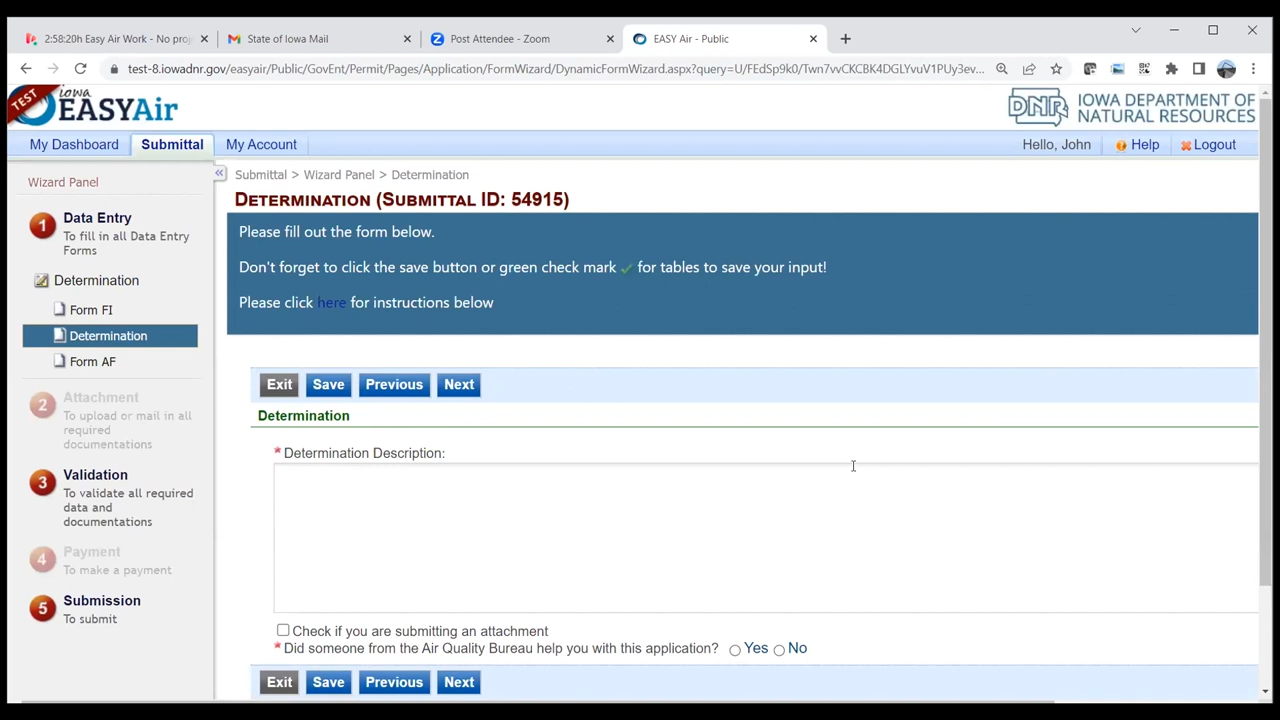 2:58:20h Easy Air Work - No proj
State of Iowa Mail
Post Attendee - Zoom
EASY Air - Public
test-8.iowadnr.gov/easyair/Public/GovEnt/Permit/Pages/Application/FormWizard/DynamicFormWizard.aspx?query=U/FEdSp9k0/Twn7vvCKCBK4DGLYvuV1PUy3ev...
TEST
iowa
EASYAir
DNR
IOWA DEPARTMENT OF
NATURAL RESOURCES
My Dashboard
Submittal
My Account
Hello, John
Help
Logout
Wizard Panel
Submittal > Wizard Panel > Determination
DETERMINATION (SUBMITTAL ID: 54915)
1
Data Entry
To fill in all Data Entry
Forms
Determination
Form FI
Determination
Form AF
2
Attachment
To upload or mail in all
required
documentations
3
Validation
To validate all required
data and
documentations
4
Payment
To make a payment
5
Submission
To submit
Please fill out the form below.
Don't forget to click the save button or green check mark for tables to save your input!
Please click here for instructions below
Exit
Save
Previous
Next
Determination
* Determination Description:
Check if you are submitting an attachment
* Did someone from the Air Quality Bureau help you with this application? Yes No
Exit
Save
Previous
Next